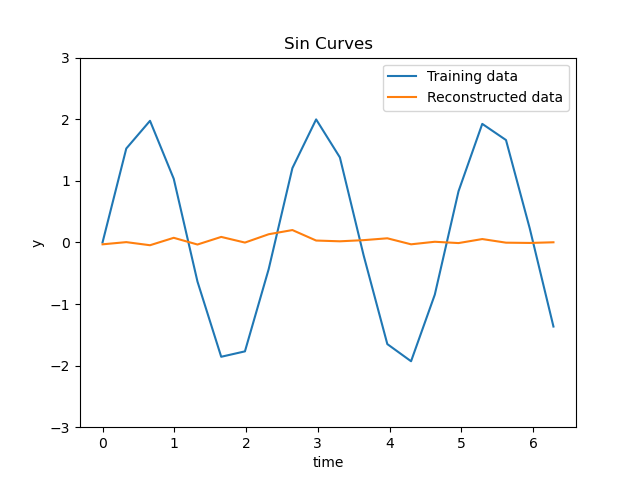 Sin Curves
Training data
Reconstructed data
3
2
1
0
−1
−2
−3
y
0 1 2 3 4 5 6
time